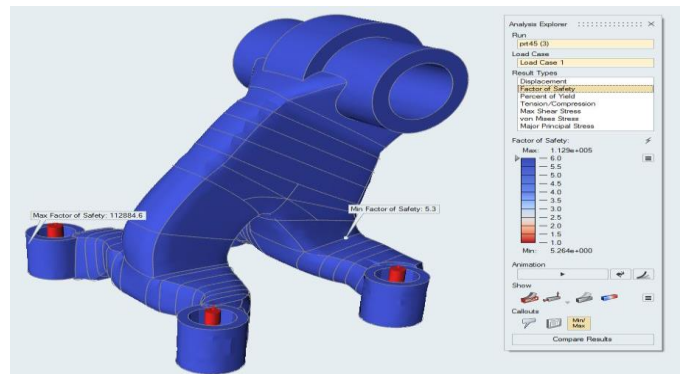 Analysis Explorer
Run
prt45 (3)
Load Case
Load Case 1
Result Types
Displacement
Factor of Safety
Percent of Yield
Tension/Compression
Max Shear Stress
von Mises Stress
Major Principal Stress
Factor of Safety:
Max: 1.129e+005
6.0
5.5
5.0
4.5
4.0
3.5
3.0
2.5
2.0
1.5
1.0
Min: 5.264e+000
Animation
Show
Callouts
Min/
Max
Compare Results
Max Factor of Safety: 112884.6
Min Factor of Safety: 5.3